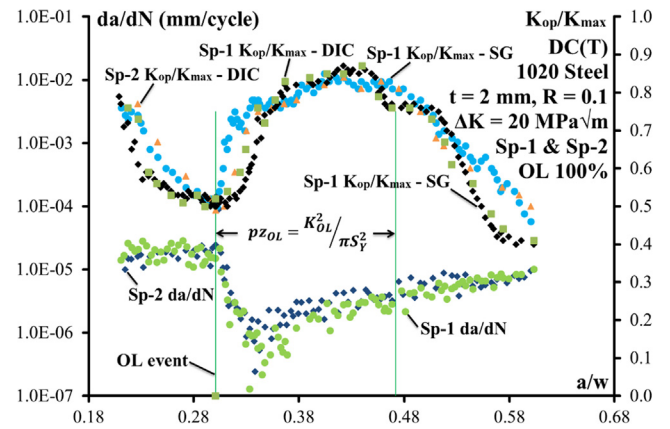 da/dN (mm/cycle)
Kop/Kmax
1.0E-01
1.0E-02
1.0E-03
1.0E-04
1.0E-05
1.0E-06
1.0E-07
1.0
0.9
0.8
0.7
0.6
0.5
0.4
0.3
0.2
0.1
0.0
DC(T)
1020 Steel
t = 2 mm, R = 0.1
ΔK = 20 MPa√m
Sp-1 & Sp-2
OL 100%
Sp-1 Kop/Kmax - DIC
Sp-1 Kop/Kmax - SG
Sp-2 Kop/Kmax - DIC
Sp-1 Kop/Kmax - SG
pzOL = K²OL/πS²Y
Sp-2 da/dN
Sp-1 da/dN
OL event
a/w
0.18
0.28
0.38
0.48
0.58
0.68